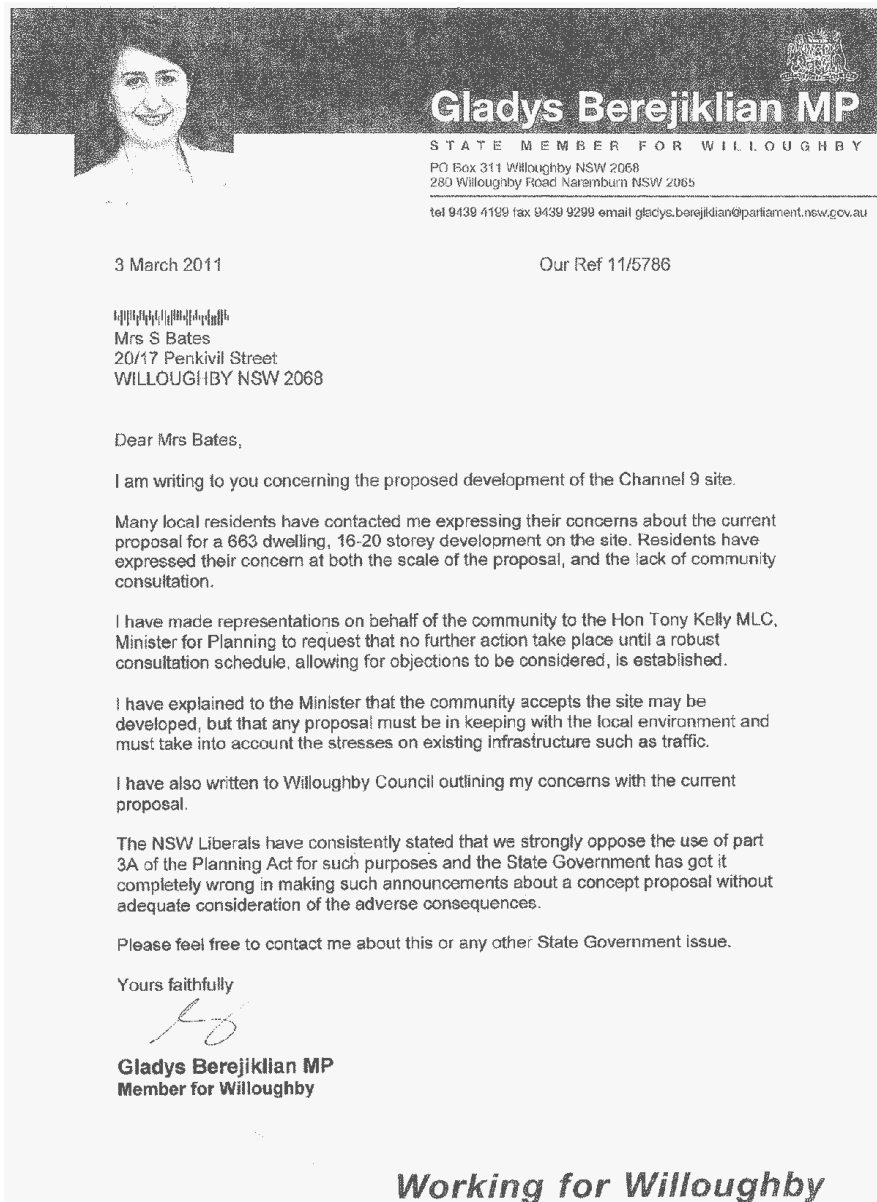 Gladys Berejiklian MP
STATE MEMBER FOR WILLOUGHBY
PO Box 311 Willoughby NSW 2068
280 Willoughby Road Naremburn NSW 2065
tel 9439 4199 fax 9439 9299 email gladys.berejiklian@parliament.nsw.gov.au
3 March 2011 Our Ref 11/5786
Mrs S Bates
20/17 Penkivil Street
WILLOUGHBY NSW 2068
Dear Mrs Bates,
I am writing to you concerning the proposed development of the Channel 9 site.
Many local residents have contacted me expressing their concerns about the current
proposal for a 663 dwelling, 16-20 storey development on the site. Residents have
expressed their concern at both the scale of the proposal, and the lack of community
consultation.
I have made representations on behalf of the community to the Hon Tony Kelly MLC,
Minister for Planning to request that no further action take place until a robust
consultation schedule, allowing for objections to be considered, is established.
I have explained to the Minister that the community accepts the site may be
developed, but that any proposal must be in keeping with the local environment and
must take into account the stresses on existing infrastructure such as traffic.
I have also written to Willoughby Council outlining my concerns with the current
proposal.
The NSW Liberals have consistently stated that we strongly oppose the use of part
3A of the Planning Act for such purposes and the State Government has got it
completely wrong in making such announcements about a concept proposal without
adequate consideration of the adverse consequences.
Please feel free to contact me about this or any other State Government issue.
Yours faithfully
Gladys Berejiklian MP
Member for Willoughby
Working for Willoughby